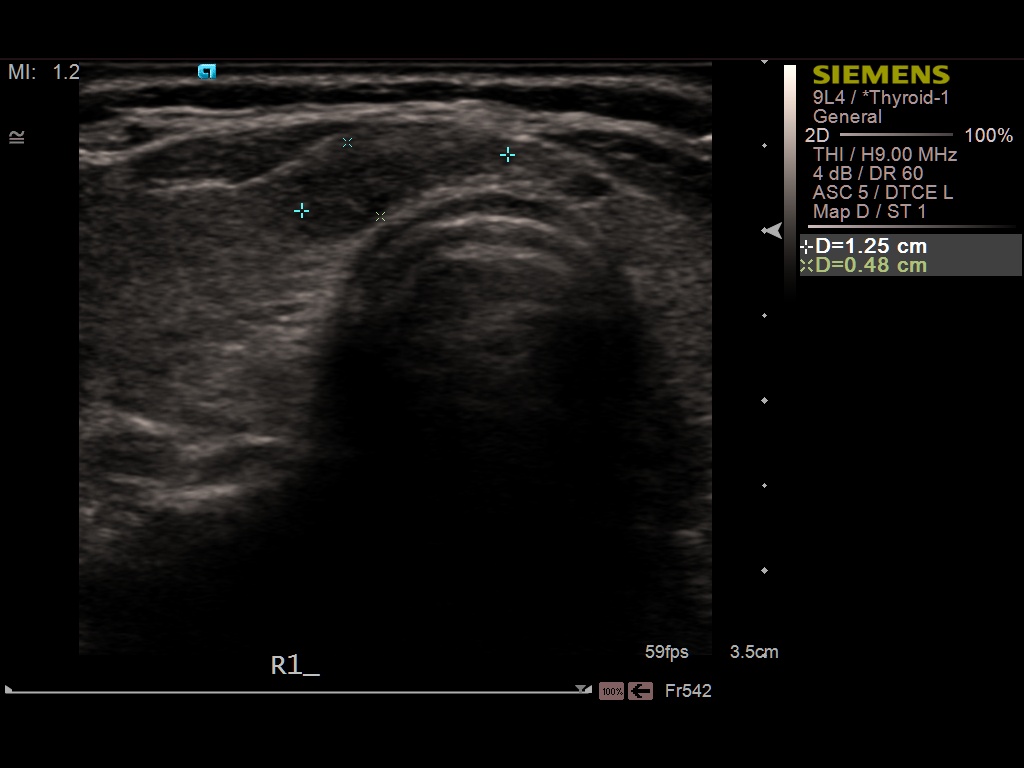 MI: 1.2
SIEMENS
9L4 / *Thyroid-1
General
2D 100%
THI / H9.00 MHz
4 dB / DR 60
ASC 5 / DTCE L
Map D / ST 1
D=1.25 cm
D=0.48 cm
59fps 3.5cm
R1_
100% Fr542